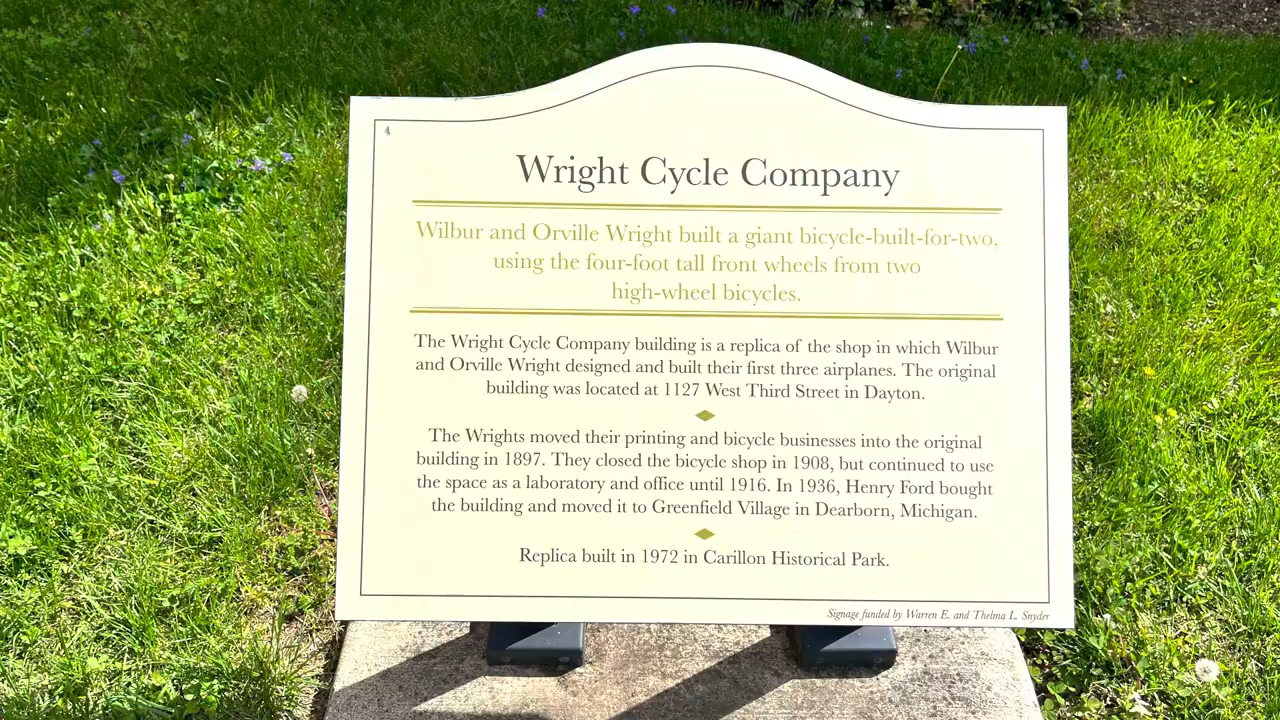 Wright Cycle Company
Wilbur and Orville Wright built a giant bicycle-built-for-two,
using the four-foot tall front wheels from two
high-wheel bicycles.
The Wright Cycle Company building is a replica of the shop in which Wilbur
and Orville Wright designed and built their first three airplanes. The original
building was located at 1127 West Third Street in Dayton.
The Wrights moved their printing and bicycle businesses into the original
building in 1897. They closed the bicycle shop in 1908, but continued to use
the space as a laboratory and office until 1916. In 1936, Henry Ford bought
the building and moved it to Greenfield Village in Dearborn, Michigan.
Replica built in 1972 in Carillon Historical Park.
Signage funded by Warren E. and Thelma L. Snyder